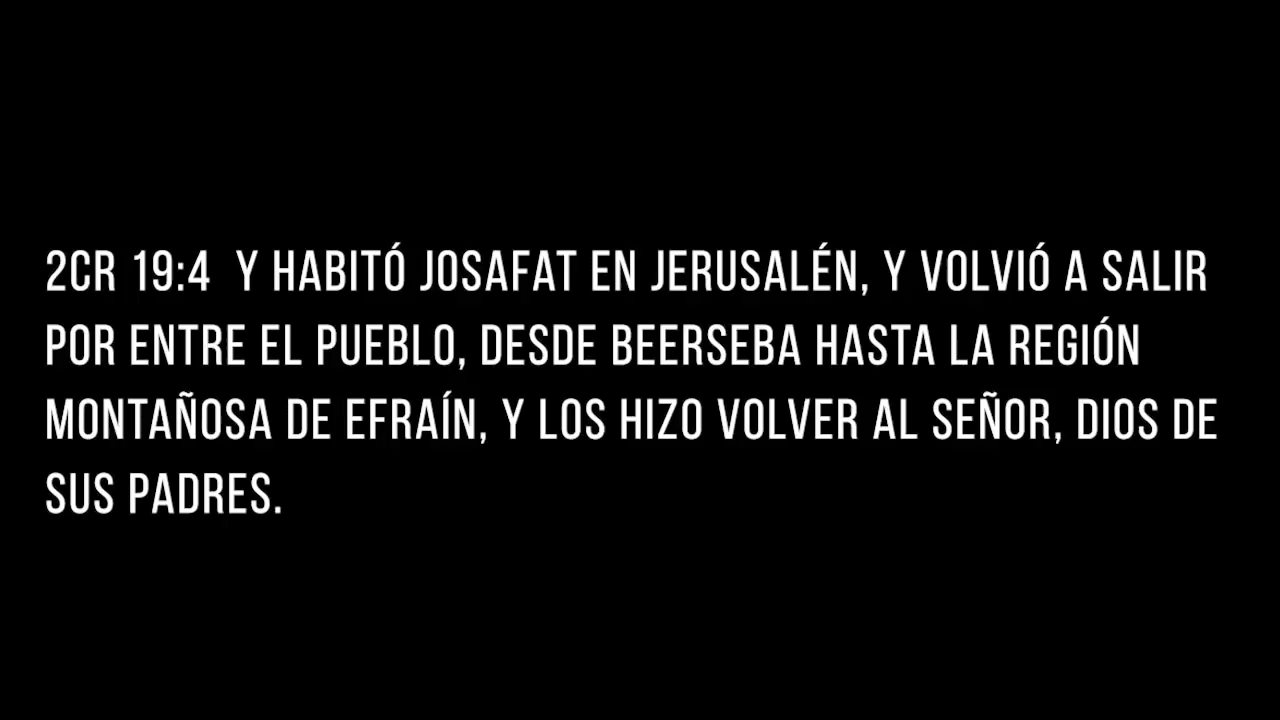 2CR 19:4  Y HABITÓ JOSAFAT EN JERUSALÉN, Y VOLVIÓ A SALIR
POR ENTRE EL PUEBLO, DESDE BEERSEBA HASTA LA REGIÓN
MONTAÑOSA DE EFRAÍN, Y LOS HIZO VOLVER AL SEÑOR, DIOS DE
SUS PADRES.